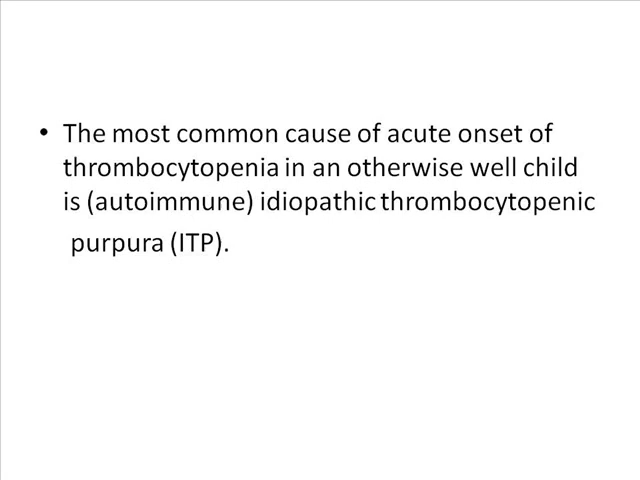 • The most common cause of acute onset of
thrombocytopenia in an otherwise well child
is (autoimmune) idiopathic thrombocytopenic
purpura (ITP).